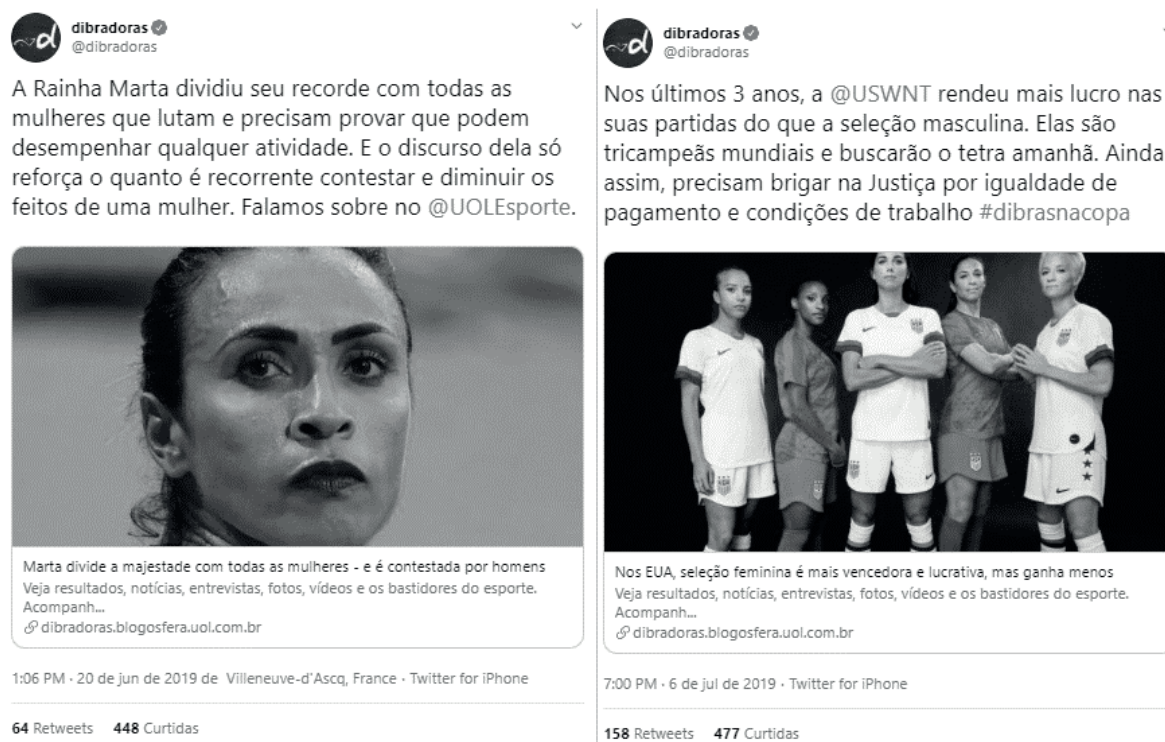 dibradoras
@dibradoras
A Rainha Marta dividiu seu recorde com todas as
mulheres que lutam e precisam provar que podem
desempenhar qualquer atividade. E o discurso dela só
reforça o quanto é recorrente contestar e diminuir os
feitos de uma mulher. Falamos sobre no @UOLEsporte.
Marta divide a majestade com todas as mulheres - e é contestada por homens
Veja resultados, notícias, entrevistas, fotos, vídeos e os bastidores do esporte.
Acompanh...
dibradoras.blogosfera.uol.com.br
1:06 PM · 20 de jun de 2019 de Villeneuve-d'Ascq, France · Twitter for iPhone
64 Retweets 448 Curtidas
dibradoras
@dibradoras
Nos últimos 3 anos, a @USWNT rendeu mais lucro nas
suas partidas do que a seleção masculina. Elas são
tricampeãs mundiais e buscarão o tetra amanhã. Ainda
assim, precisam brigar na Justiça por igualdade de
pagamento e condições de trabalho #dibrasnacopa
Nos EUA, seleção feminina é mais vencedora e lucrativa, mas ganha menos
Veja resultados, notícias, entrevistas, fotos, vídeos e os bastidores do esporte.
Acompanh...
dibradoras.blogosfera.uol.com.br
7:00 PM · 6 de jul de 2019 · Twitter for iPhone
158 Retweets 477 Curtidas